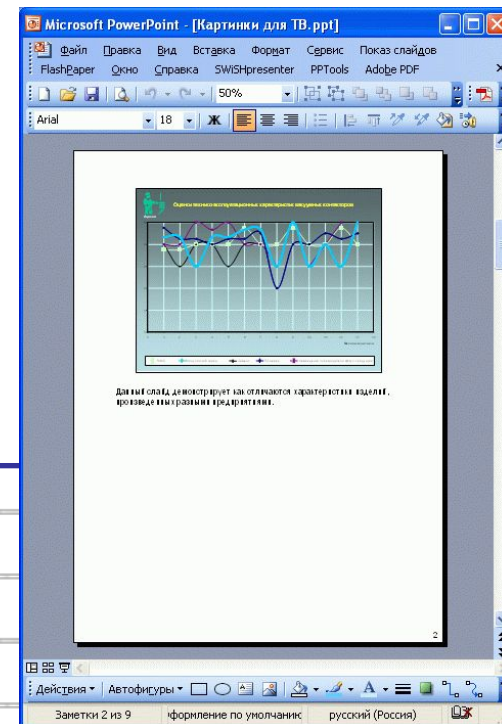 Microsoft PowerPoint - [Картинки для ТВ.ppt]
Файл Правка Вид Вставка Формат Сервис Показ слайдов
FlashPaper Окно Справка SWiSHpresenter PPTools Adobe PDF
50%
Arial 18 Ж
Данный слайд демонстрирует как отличаются характеристики изделий,
произведенных разными предприятиями.
2
Действия Автофигуры
Заметки 2 из 9 формление по умолчанию русский (Россия)